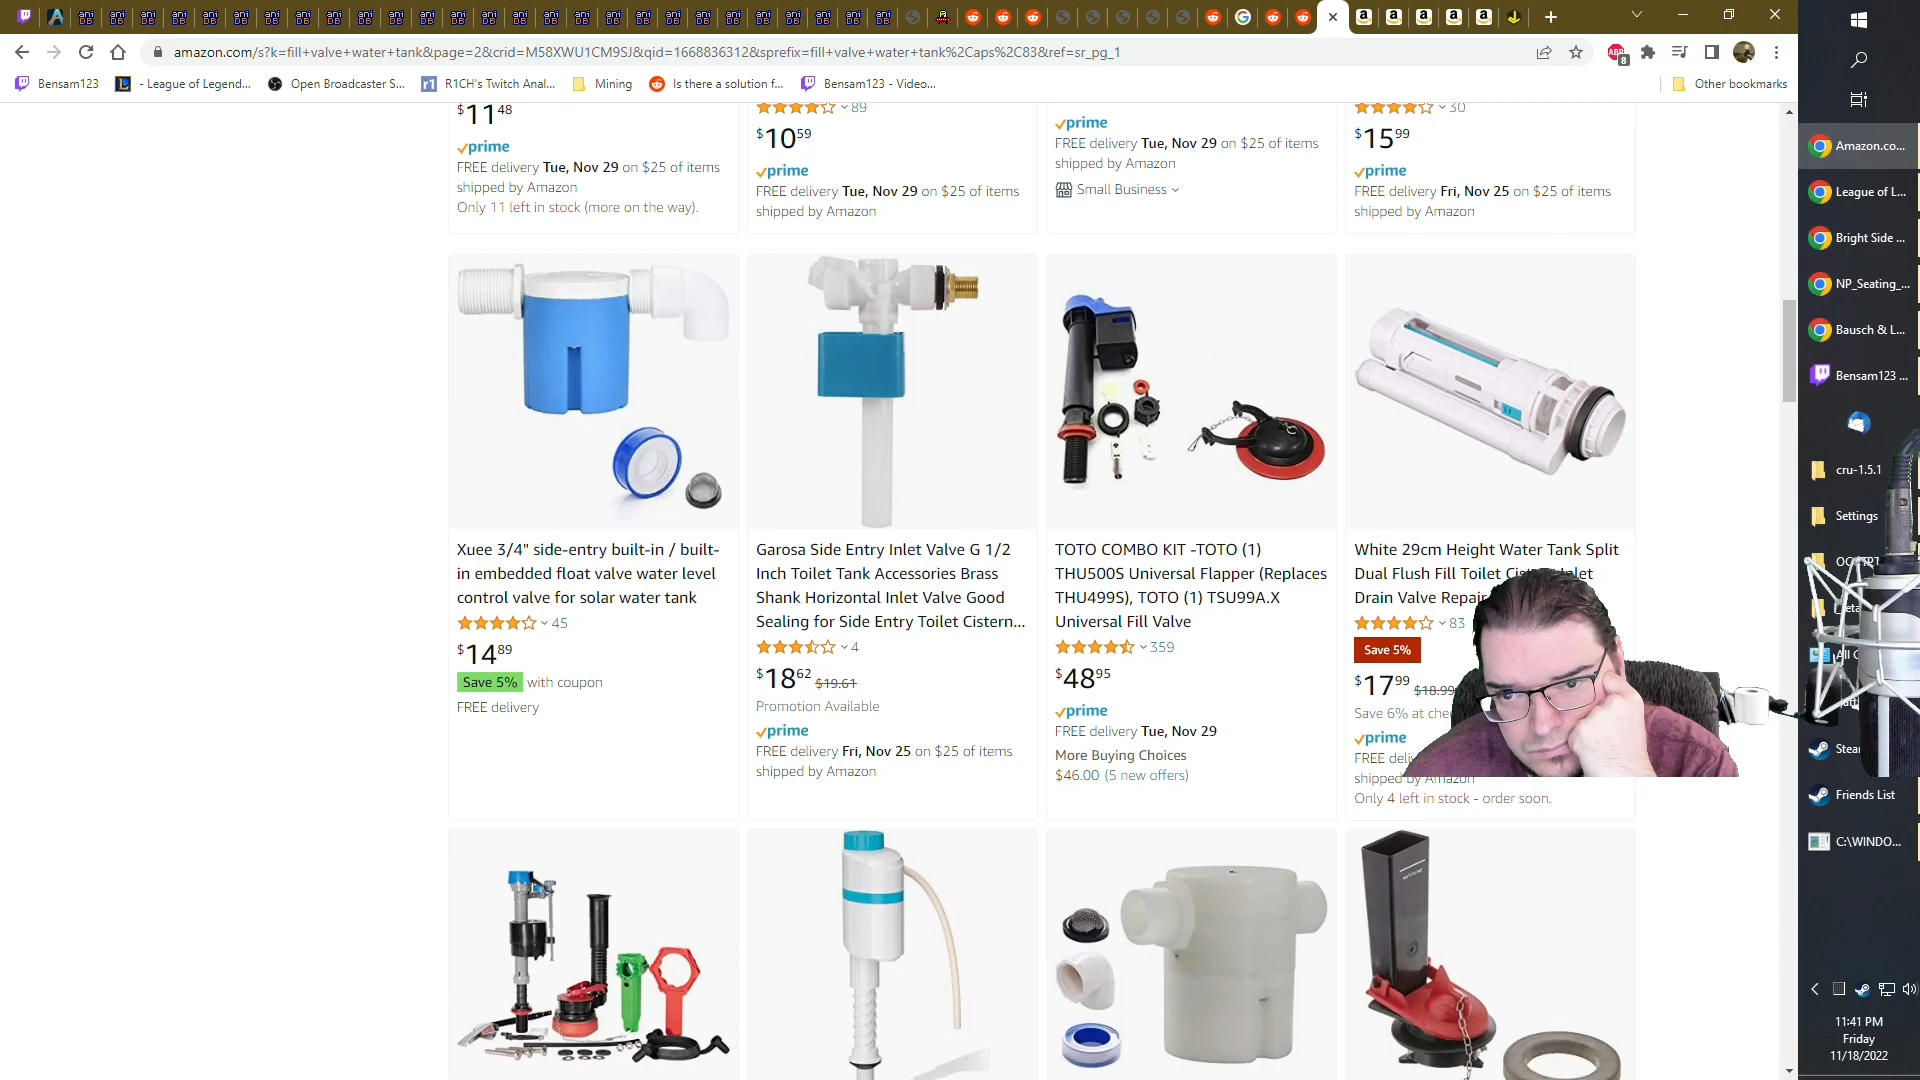 amazon.com/s?k=fill+valve+water+tank&page=2&crid=M58XWU1CM9SJ&qid=1668836312&sprefix=fill+valve+water+tank%2Caps%2C83&ref=sr_pg_1
8
Bensam123
- League of Legend...
Open Broadcaster S...
R1CH's Twitch Anal...
Mining
Is there a solution f...
Bensam123 - Video...
Other bookmarks
$11 48
prime
FREE delivery Tue, Nov 29 on $25 of items
shipped by Amazon
Only 11 left in stock (more on the way).
89
$10 59
prime
FREE delivery Tue, Nov 29 on $25 of items
shipped by Amazon
prime
FREE delivery Tue, Nov 29 on $25 of items
shipped by Amazon
Small Business
30
$15 99
prime
FREE delivery Fri, Nov 25 on $25 of items
shipped by Amazon
Xuee 3/4" side-entry built-in / built-
in embedded float valve water level
control valve for solar water tank
45
$14 89
Save 5% with coupon
FREE delivery
Garosa Side Entry Inlet Valve G 1/2
Inch Toilet Tank Accessories Brass
Shank Horizontal Inlet Valve Good
Sealing for Side Entry Toilet Cistern...
4
$18 62 $19.61
Promotion Available
prime
FREE delivery Fri, Nov 25 on $25 of items
shipped by Amazon
TOTO COMBO KIT -TOTO (1)
THU500S Universal Flapper (Replaces
THU499S), TOTO (1) TSU99A.X
Universal Fill Valve
359
$48 95
prime
FREE delivery Tue, Nov 29
More Buying Choices
$46.00 (5 new offers)
White 29cm Height Water Tank Split
Dual Flush Fill Toilet Cistern Inlet
Drain Valve Repair
83
Save 5%
$17 99 $18.99
Save 6% at
prime
FREE
shipped by Amazon
Only 4 left in stock - order soon.
Amazon.co...
League of L...
Bright Side ...
NP_Seating_...
Bausch & L...
Bensam123 ...
cru-1.5.1
Settings
All
Friends List
C:\WINDO...
11:41 PM
Friday
11/18/2022